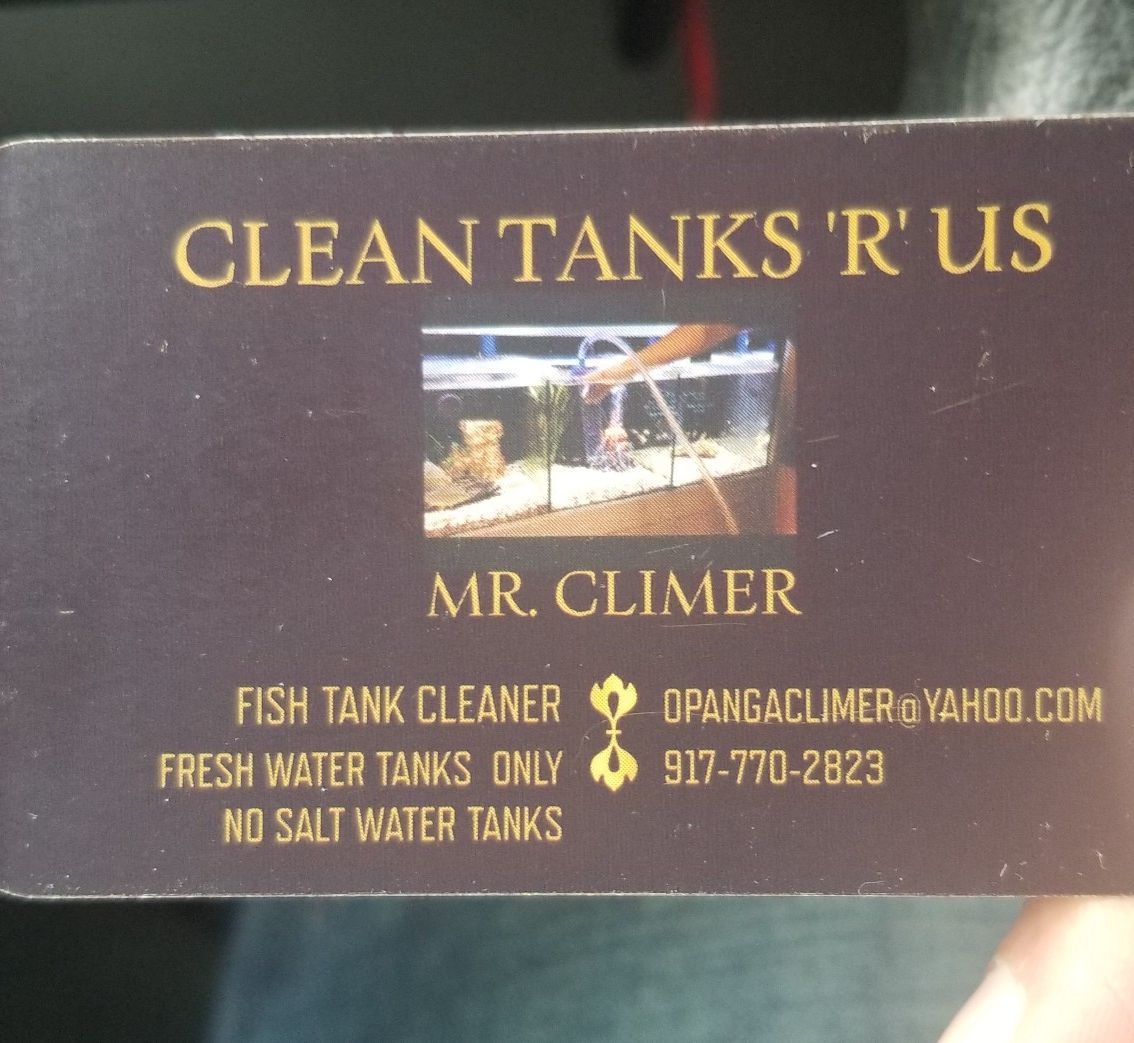 CLEAN TANKS 'R' US
MR. CLIMER
FISH TANK CLEANER
FRESH WATER TANKS ONLY
NO SALT WATER TANKS
OPANGACLIMER@YAHOO.COM
917-770-2823